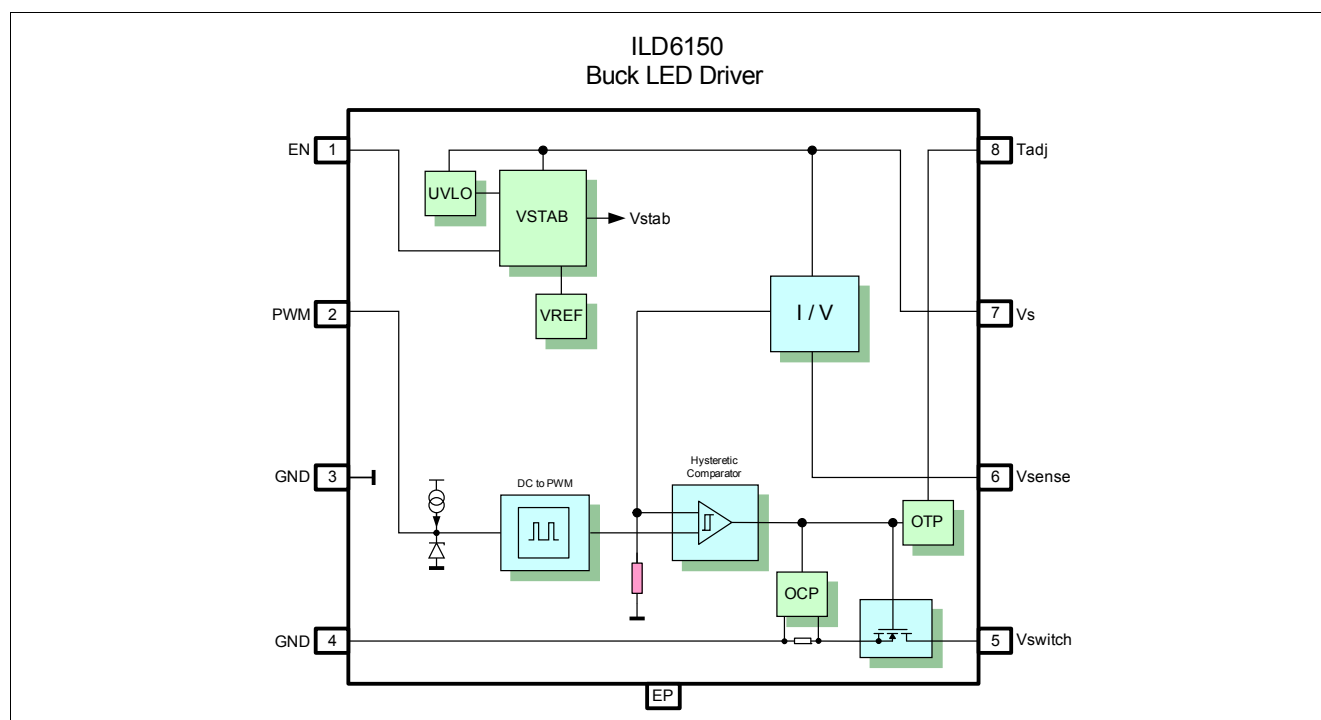 ILD6150
Buck LED Driver
EN 1
8 Tadj
UVLO
VSTAB
Vstab
VREF
PWM 2
I / V
7 Vs
GND 3
Hysteretic
Comparator
6 Vsense
DC to PWM
OTP
OCP
GND 4
5 Vswitch
EP